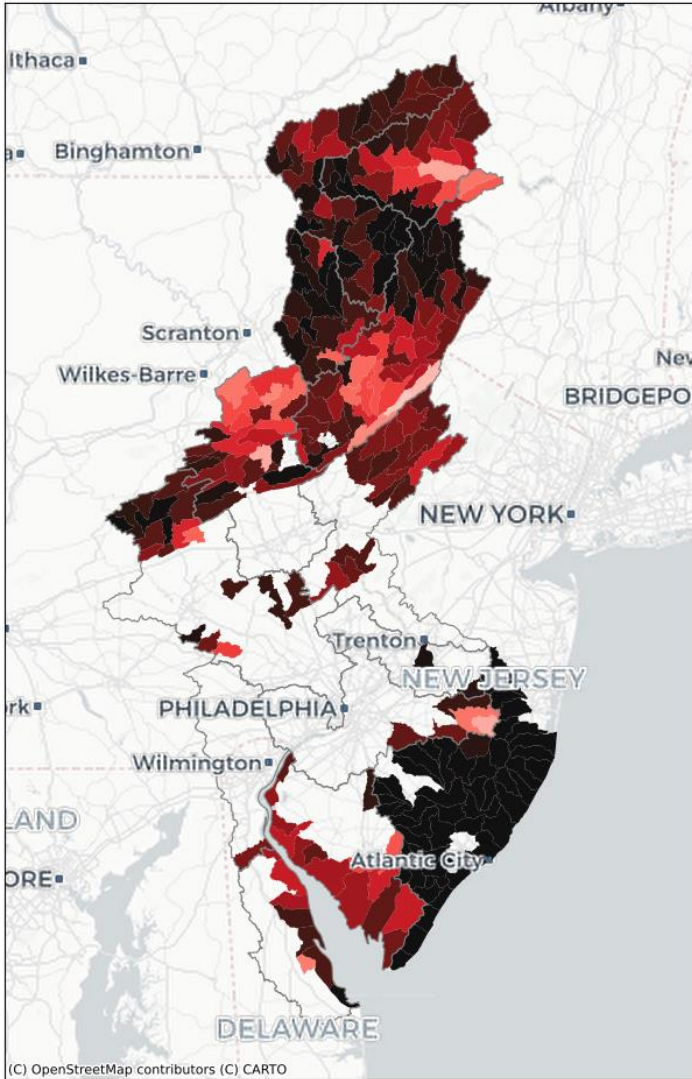 Albany
Ithaca
Binghamton
Scranton
Wilkes-Barre
New
BRIDGEPO
NEW YORK
Trenton
NEW JERSEY
PHILADELPHIA
rk
Wilmington
LAND
Atlantic City
ORE
DELAWARE
(C) OpenStreetMap contributors (C) CARTO